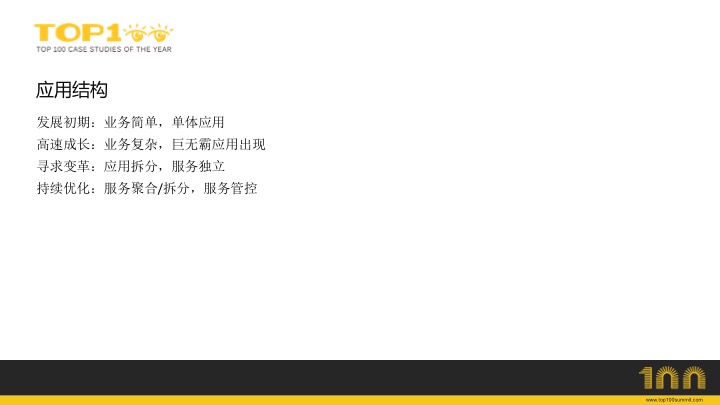 TOP1
TOP 100 CASE STUDIES OF THE YEAR
应用结构
发展初期：业务简单，单体应用
高速成长：业务复杂，巨无霸应用出现
寻求变革：应用拆分，服务独立
持续优化：服务聚合/拆分，服务管控
100
www.top100summit.com